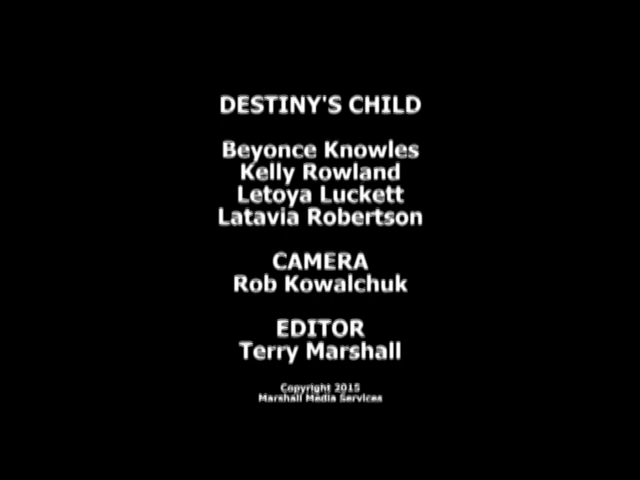 DESTINY'S CHILD
Beyonce Knowles
Kelly Rowland
Letoya Luckett
Latavia Robertson
CAMERA
Rob Kowalchuk
EDITOR
Terry Marshall
Copyright 2015
Marshall Media Services